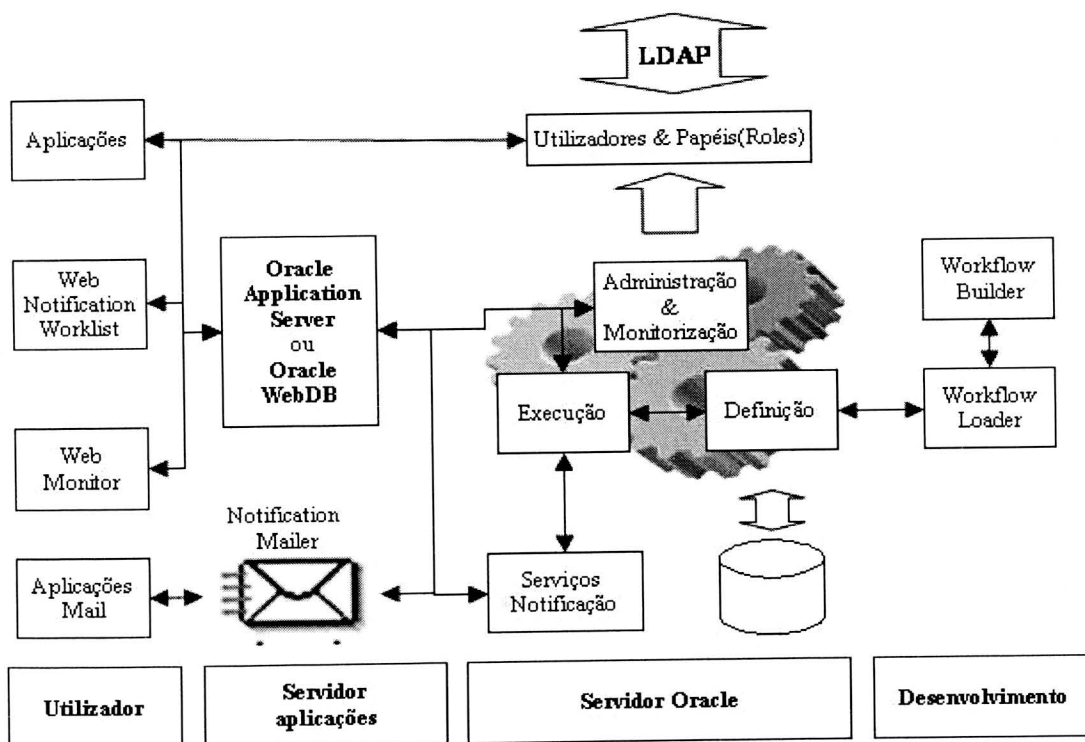 LDAP
Aplicações
Utilizadores & Papéis(Roles)
Web
Notification
Worklist
Oracle
Application
Server
ou
Oracle
WebDB
Administração
&
Monitorização
Workflow
Builder
Execução
Definição
Workflow
Loader
Web
Monitor
Notification
Mailer
Aplicações
Mail
Serviços
Notificação
Utilizador
Servidor
aplicações
Servidor Oracle
Desenvolvimento